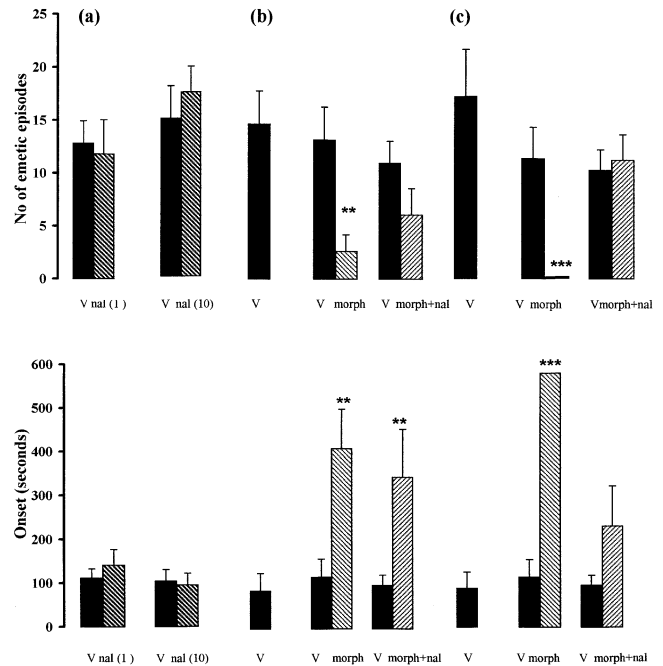 (a) (b) (c)
No of emetic episodes
25
20
15
10
5
0
** ***
V nal (1) V nal (10) V V morph V morph+nal V V morph Vmorph+nal
Onset (seconds)
600
500
400
300
200
100
0
** ** ***
V nal (1) V nal (10) V V morph V morph+nal V V morph V morph+nal